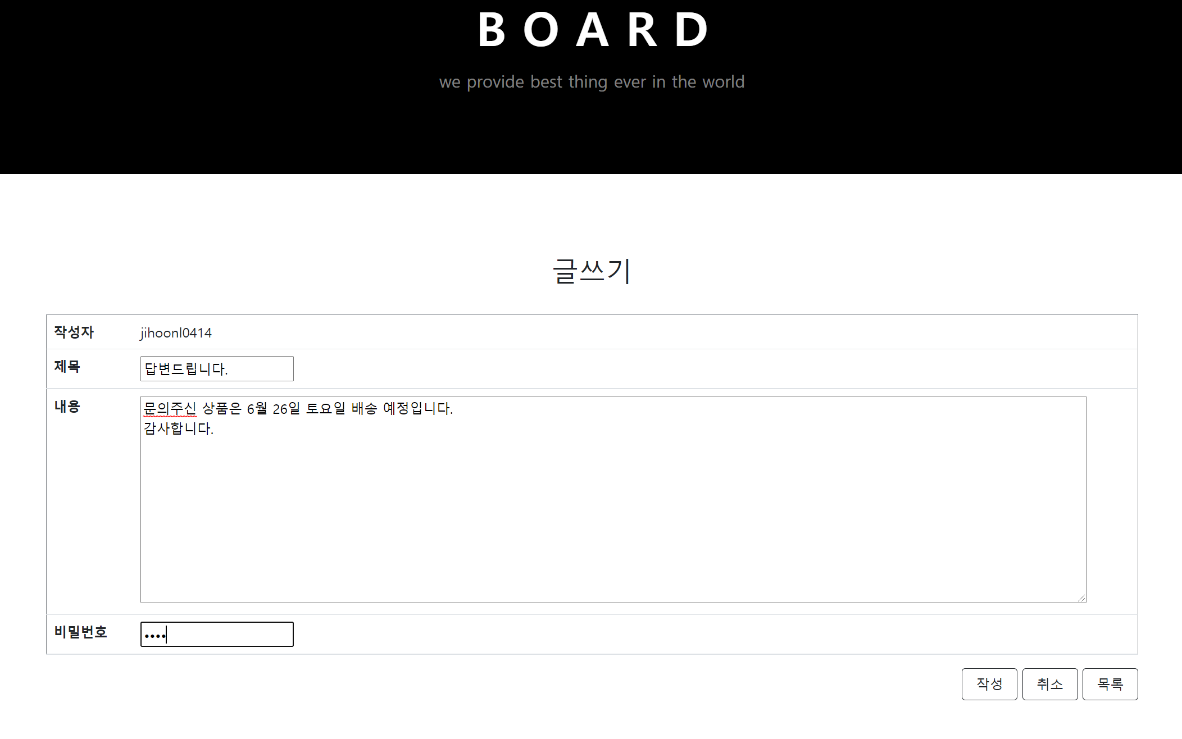 BOARD
we provide best thing ever in the world
글쓰기
작성자 jihoonl0414
제목 답변드립니다.
내용 문의주신 상품은 6월 26일 토요일 배송 예정입니다.
감사합니다.
비밀번호 ••••
작성 취소 목록